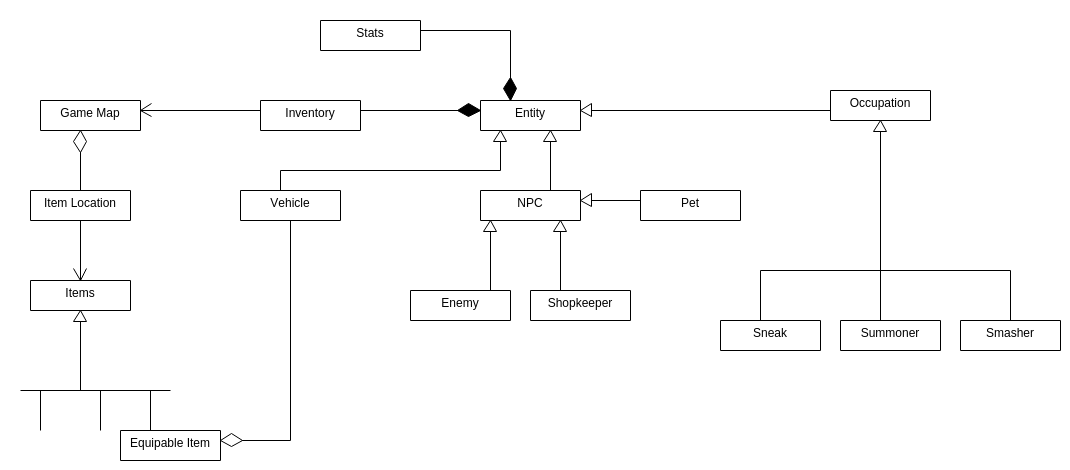 Stats
Game Map
Inventory
Entity
Occupation
Item Location
Vehicle
NPC
Pet
Items
Enemy
Shopkeeper
Sneak
Summoner
Smasher
Equipable Item